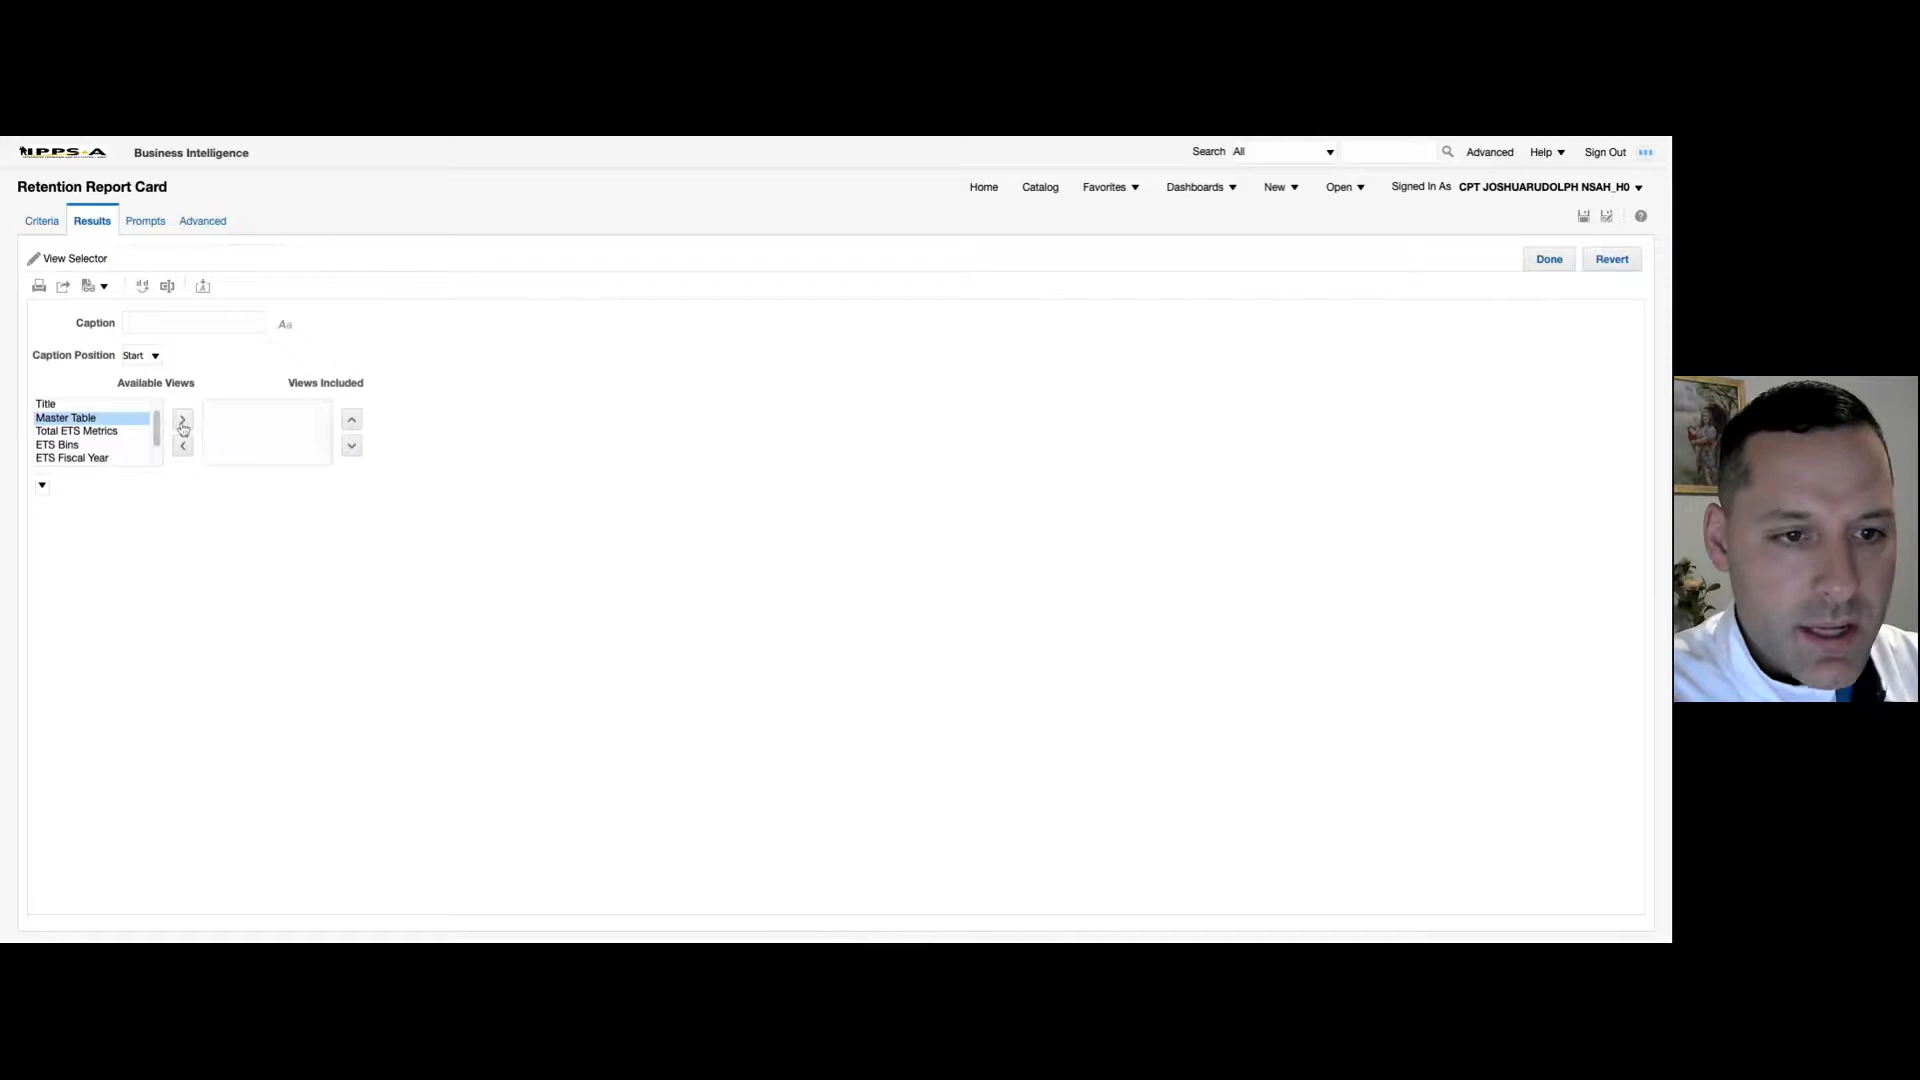 IPPS-A Business Intelligence Search All Advanced Help Sign Out
Retention Report Card Home Catalog Favorites Dashboards New Open Signed In As CPT JOSHUARUDOLPH NSAH_H0
Criteria Results Prompts Advanced
View Selector Done Revert
Caption Aa
Caption Position Start
Available Views Views Included
Title
Master Table
Total ETS Metrics
ETS Bins
ETS Fiscal Year